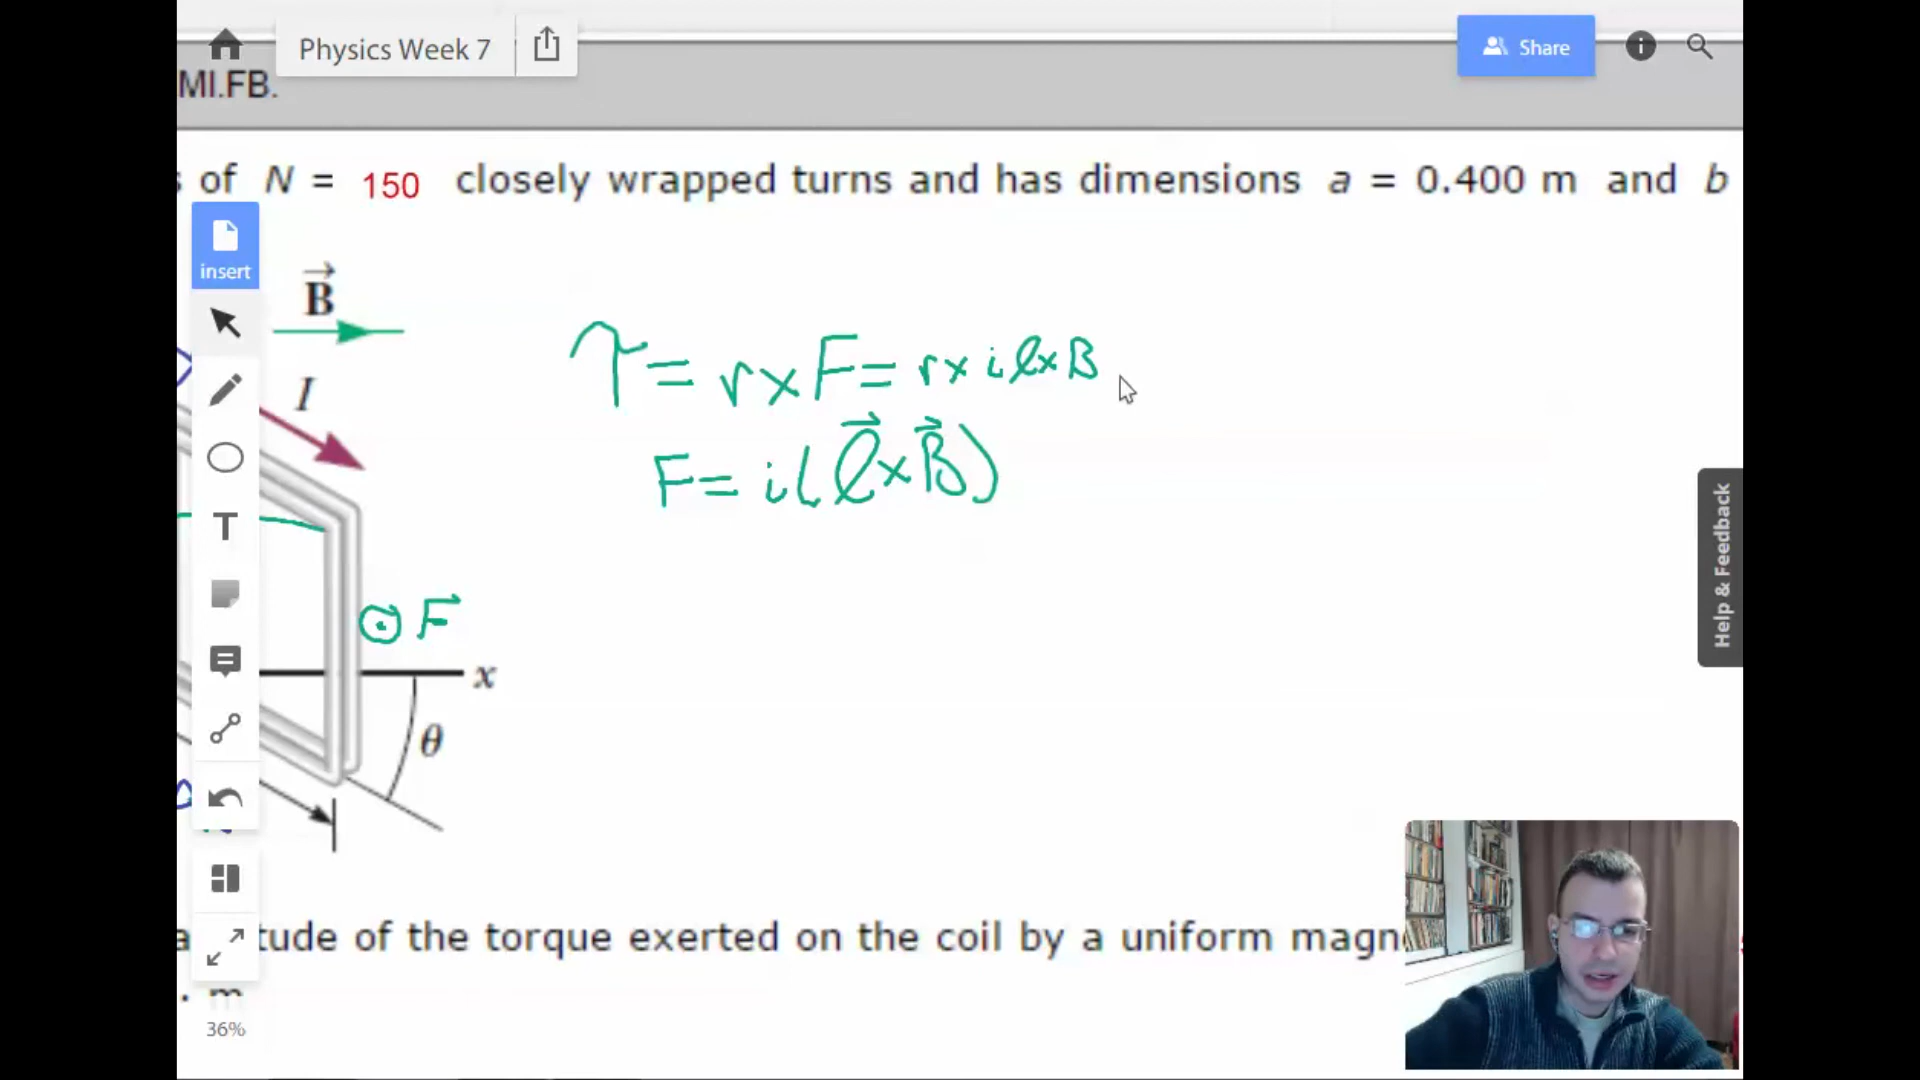 Physics Week 7
Share
MI.FB.
of N = 150 closely wrapped turns and has dimensions a = 0.400 m and b
insert
B
I
τ = r x F = r x i l x B
F = i( l x B )
T
F
x
θ
Help & Feedback
tude of the torque exerted on the coil by a uniform magn
. m
36%